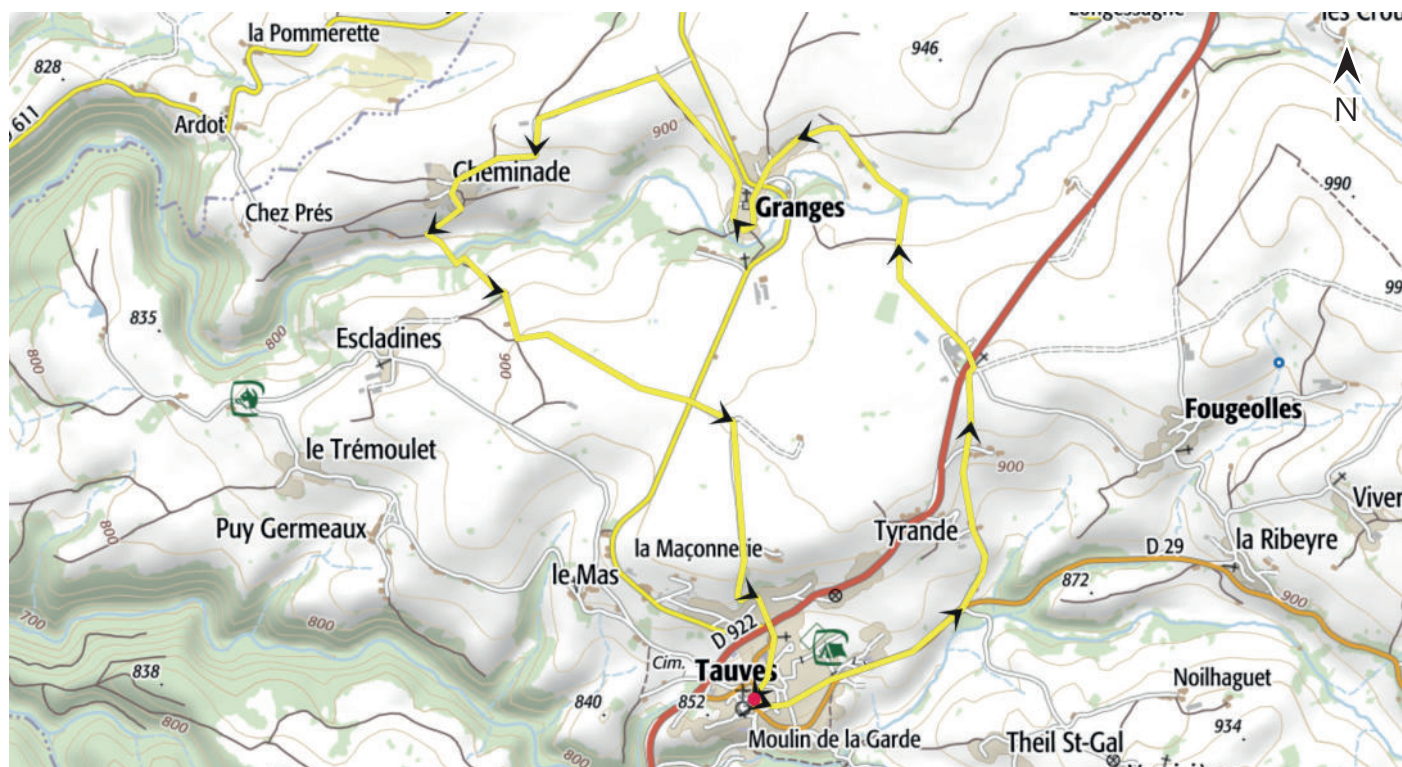 la Pommerette
946
828
N
611
Ardot
900
Cheminade
990
Chez Prés
Granges
835
800
Escladines
800
900
Fougeolles
le Trémoulet
900
Puy Germeaux
800
800
Tyrande
la Maçonnerie
D 29
la Ribeyre
le Mas
872
900
700
800
D 922
Cim.
Tauves
838
840
852
Noilhaguet
800
934
Moulin de la Garde
Theil St-Gal